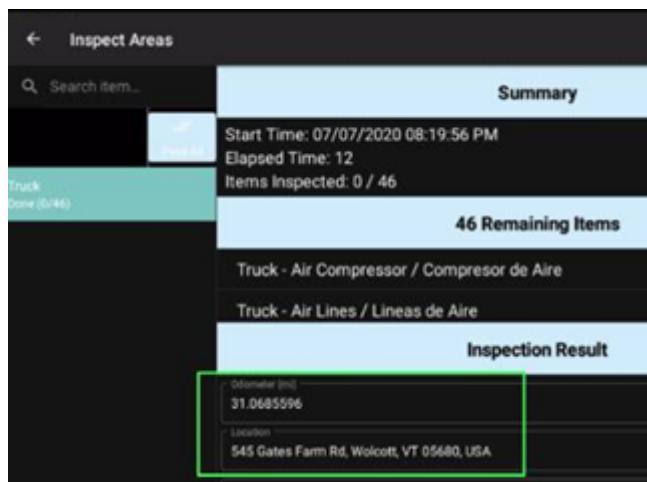 Inspect Areas
Search item...
Pass All
Truck
Done (0/46)
Summary
Start Time: 07/07/2020 08:19:56 PM
Elapsed Time: 12
Items Inspected: 0 / 46
46 Remaining Items
Truck - Air Compressor / Compresor de Aire
Truck - Air Lines / Lineas de Aire
Inspection Result
Odometer (mi)
31.0685596
Location
545 Gates Farm Rd, Wolcott, VT 05680, USA